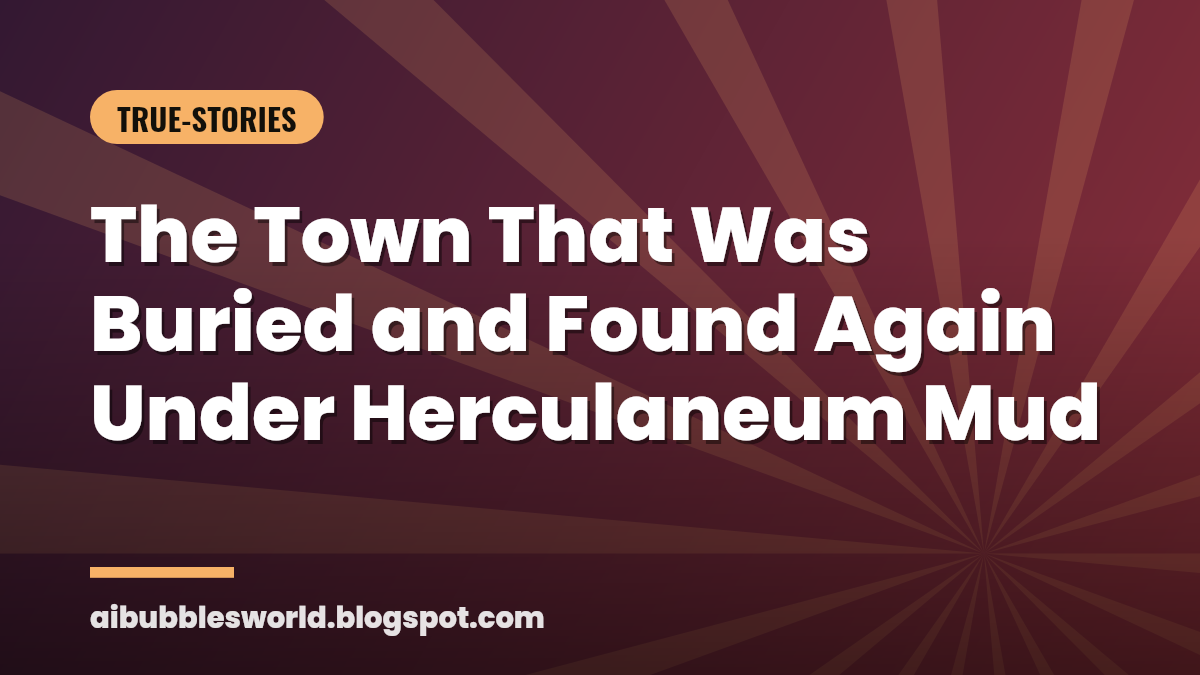 TRUE-STORIES
The Town That Was
Buried and Found Again
Under Herculaneum Mud
aibubblesworld.blogspot.com